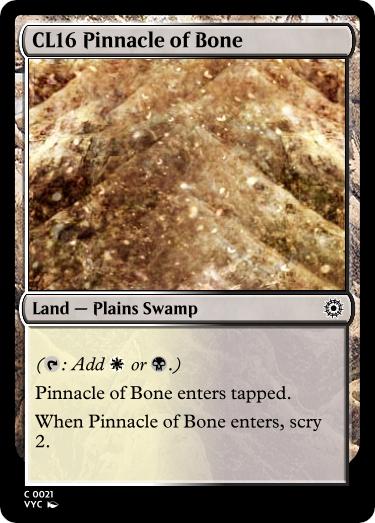 CL16 Pinnacle of Bone
Land — Plains Swamp
(: Add or .)
Pinnacle of Bone enters tapped.
When Pinnacle of Bone enters, scry
2.
C 0021
VYC